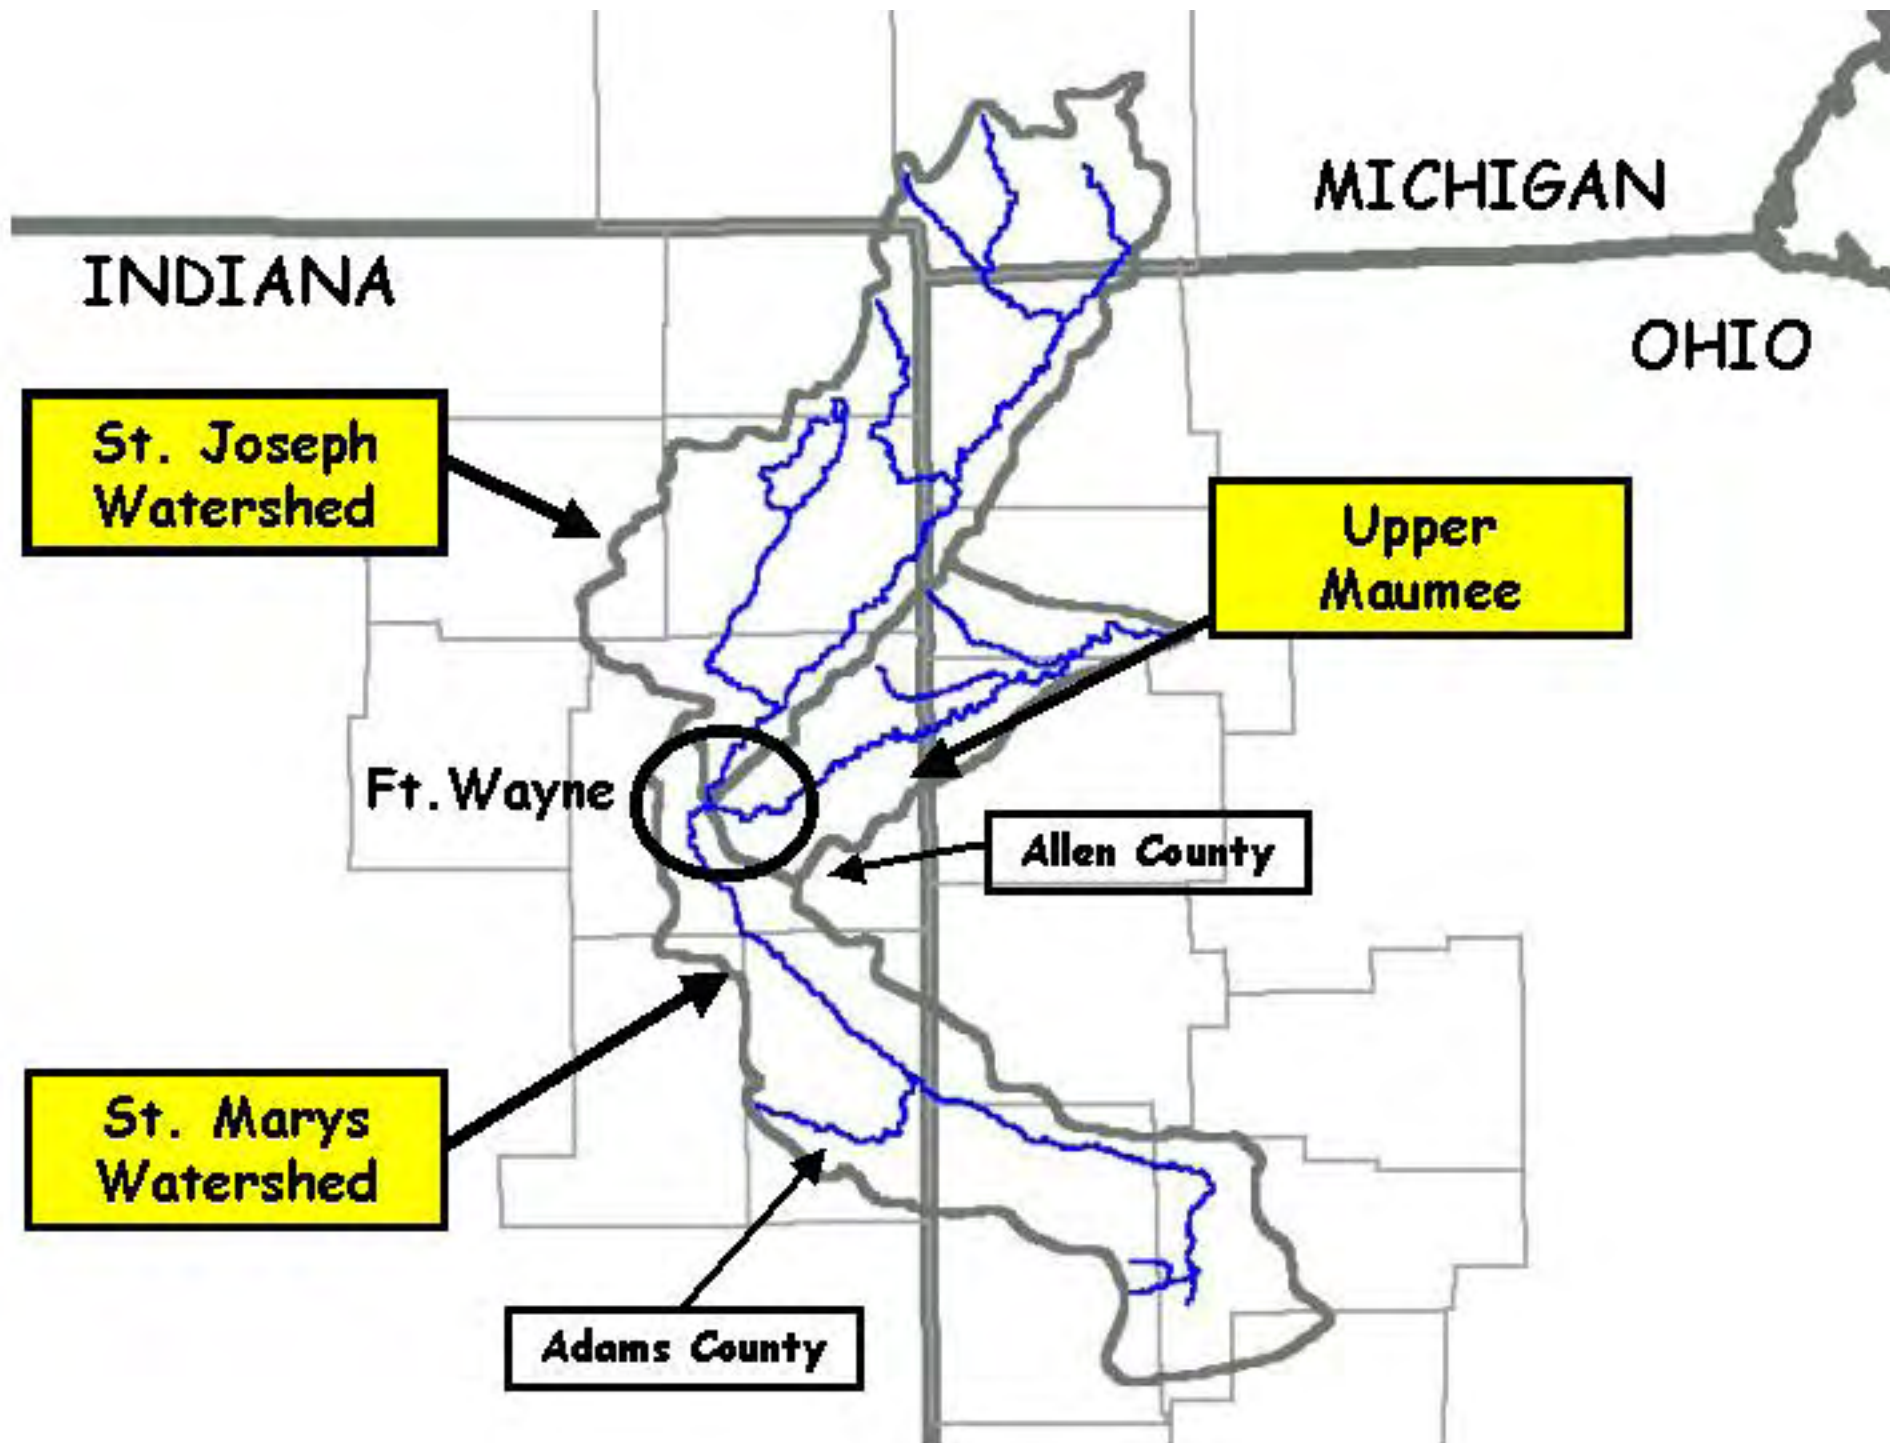 MICHIGAN
INDIANA
OHIO
St. Joseph
Watershed
Upper
Maumee
Ft. Wayne
Allen County
St. Marys
Watershed
Adams County